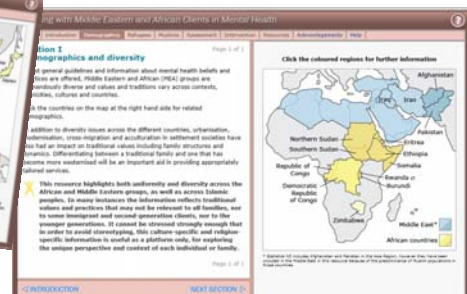 ing with Middle Eastern and African Clients in Mental Health
Introduction | Demography | Refugees | Muslims | Assessment | Intervention | Resources | Acknowledgements | Help
tion I
mographics and diversity
Page 1 of 1
st general guidelines and information about mental health beliefs and
ices are offered, Middle Eastern and African (MEA) groups are
endously diverse and values and traditions vary across contexts,
nicities, cultures and countries.
k the countries on the map at the right hand side for related
mographics.
addition to diversity issues across the different countries, urbanisation,
odernisation, cross-migration and acculturation in settlement societies have
lso had an impact on traditional values including family structures and
dynamics. Differentiating between a traditional family and one that has
become more westernised will be an important aid in providing appropriately
tailored services.
This resource highlights both uniformity and diversity across the
African and Middle Eastern groups, as well as across Islamic
peoples. In many instances the information reflects traditional
values and practices that may not be relevant to all families, nor
to some immigrant and second-generation clients, nor to the
younger generations. It cannot be stressed strongly enough that
in order to avoid stereotyping, this culture-specific and religion-
specific information is useful as a platform only, for exploring
the unique perspective and context of each individual or family.
Page 1 of 1
◁ INTRODUCTION
NEXT SECTION ▷
Click the coloured regions for further information
Afghanistan
Iraq
Iran
Pakistan
Northern Sudan
Southern Sudan
Eritrea
Ethiopia
Somalia
Republic of
Congo
Rwanda
Burundi
Democratic
Republic
of Congo
Zimbabwe
Middle East*
African countries